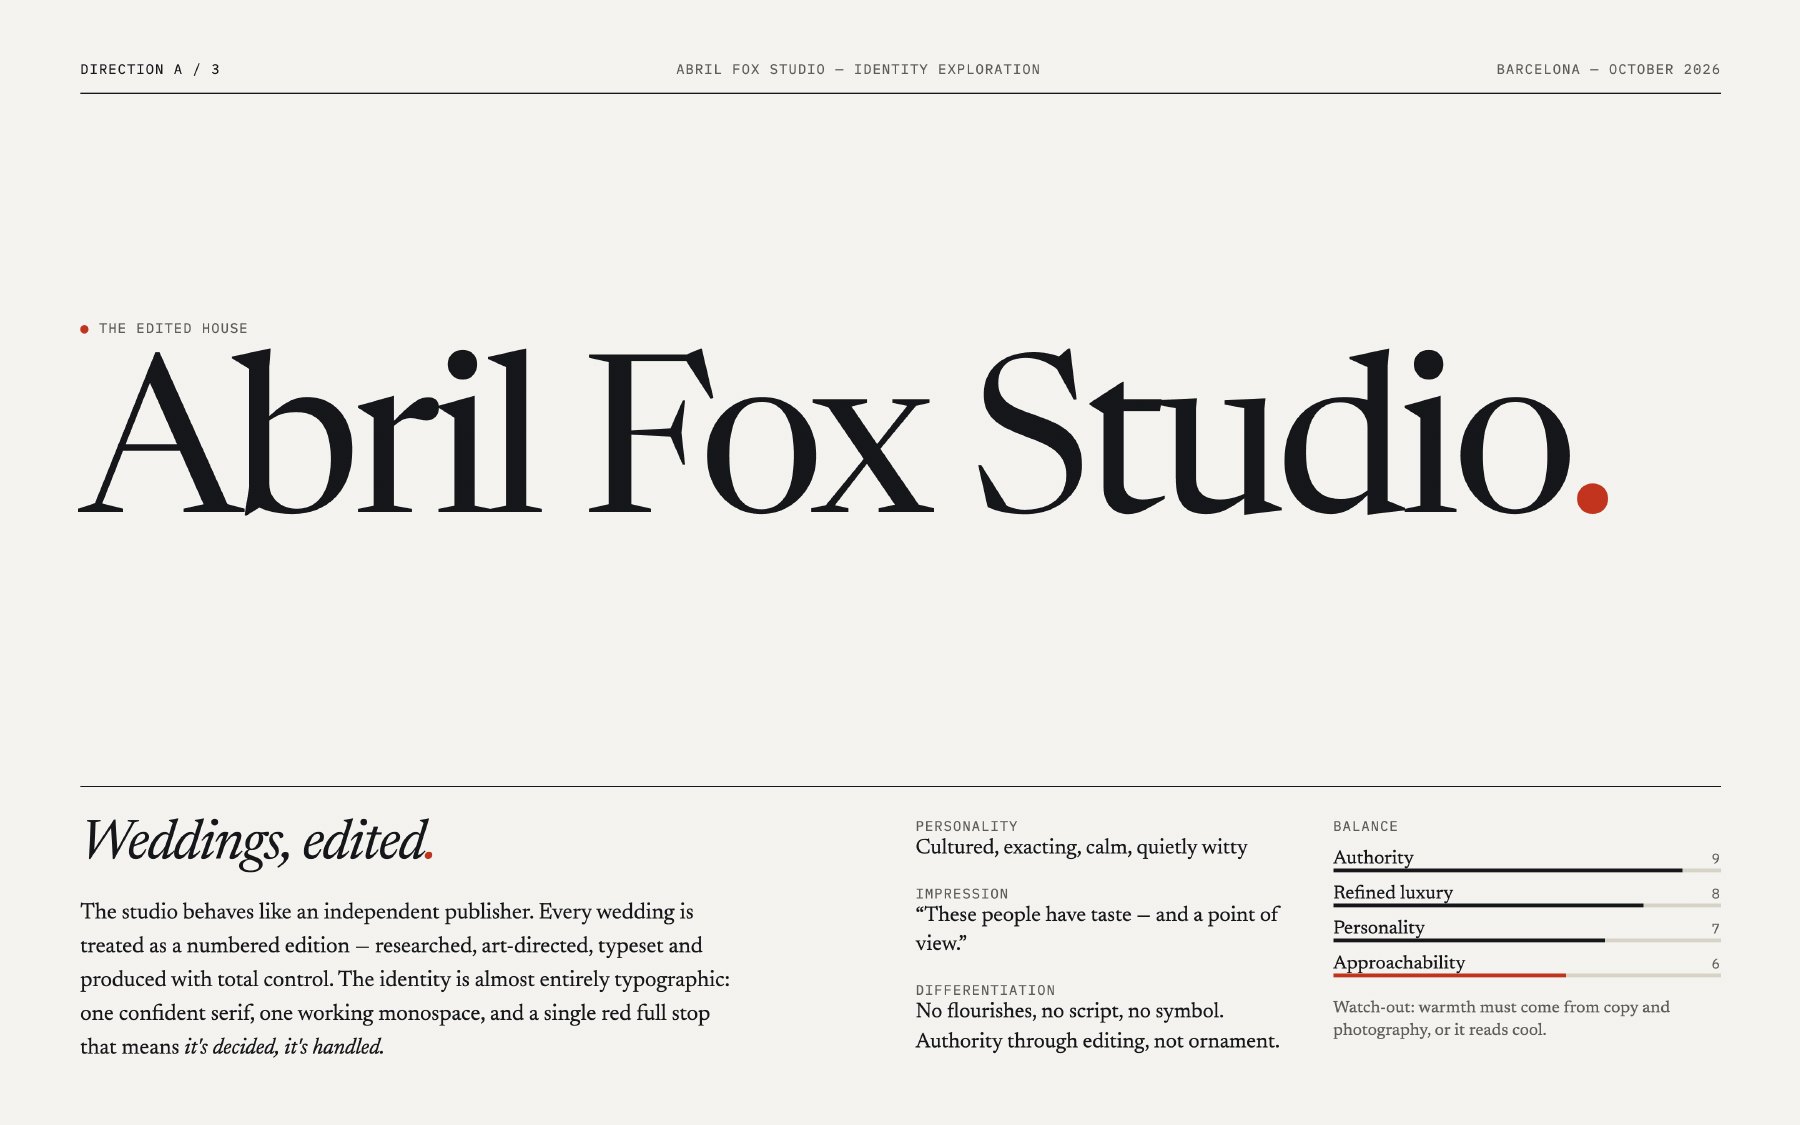 DIRECTION A / 3
ABRIL FOX STUDIO — IDENTITY EXPLORATION
BARCELONA — OCTOBER 2026
THE EDITED HOUSE
Abril Fox Studio.
Weddings, edited.
The studio behaves like an independent publisher. Every wedding is
treated as a numbered edition — researched, art-directed, typeset and
produced with total control. The identity is almost entirely typographic:
one confident serif, one working monospace, and a single red full stop
that means it's decided, it's handled.
PERSONALITY
Cultured, exacting, calm, quietly witty
IMPRESSION
“These people have taste — and a point of
view.”
DIFFERENTIATION
No flourishes, no script, no symbol.
Authority through editing, not ornament.
BALANCE
Authority 9
Refined luxury 8
Personality 7
Approachability 6
Watch-out: warmth must come from copy and
photography, or it reads cool.